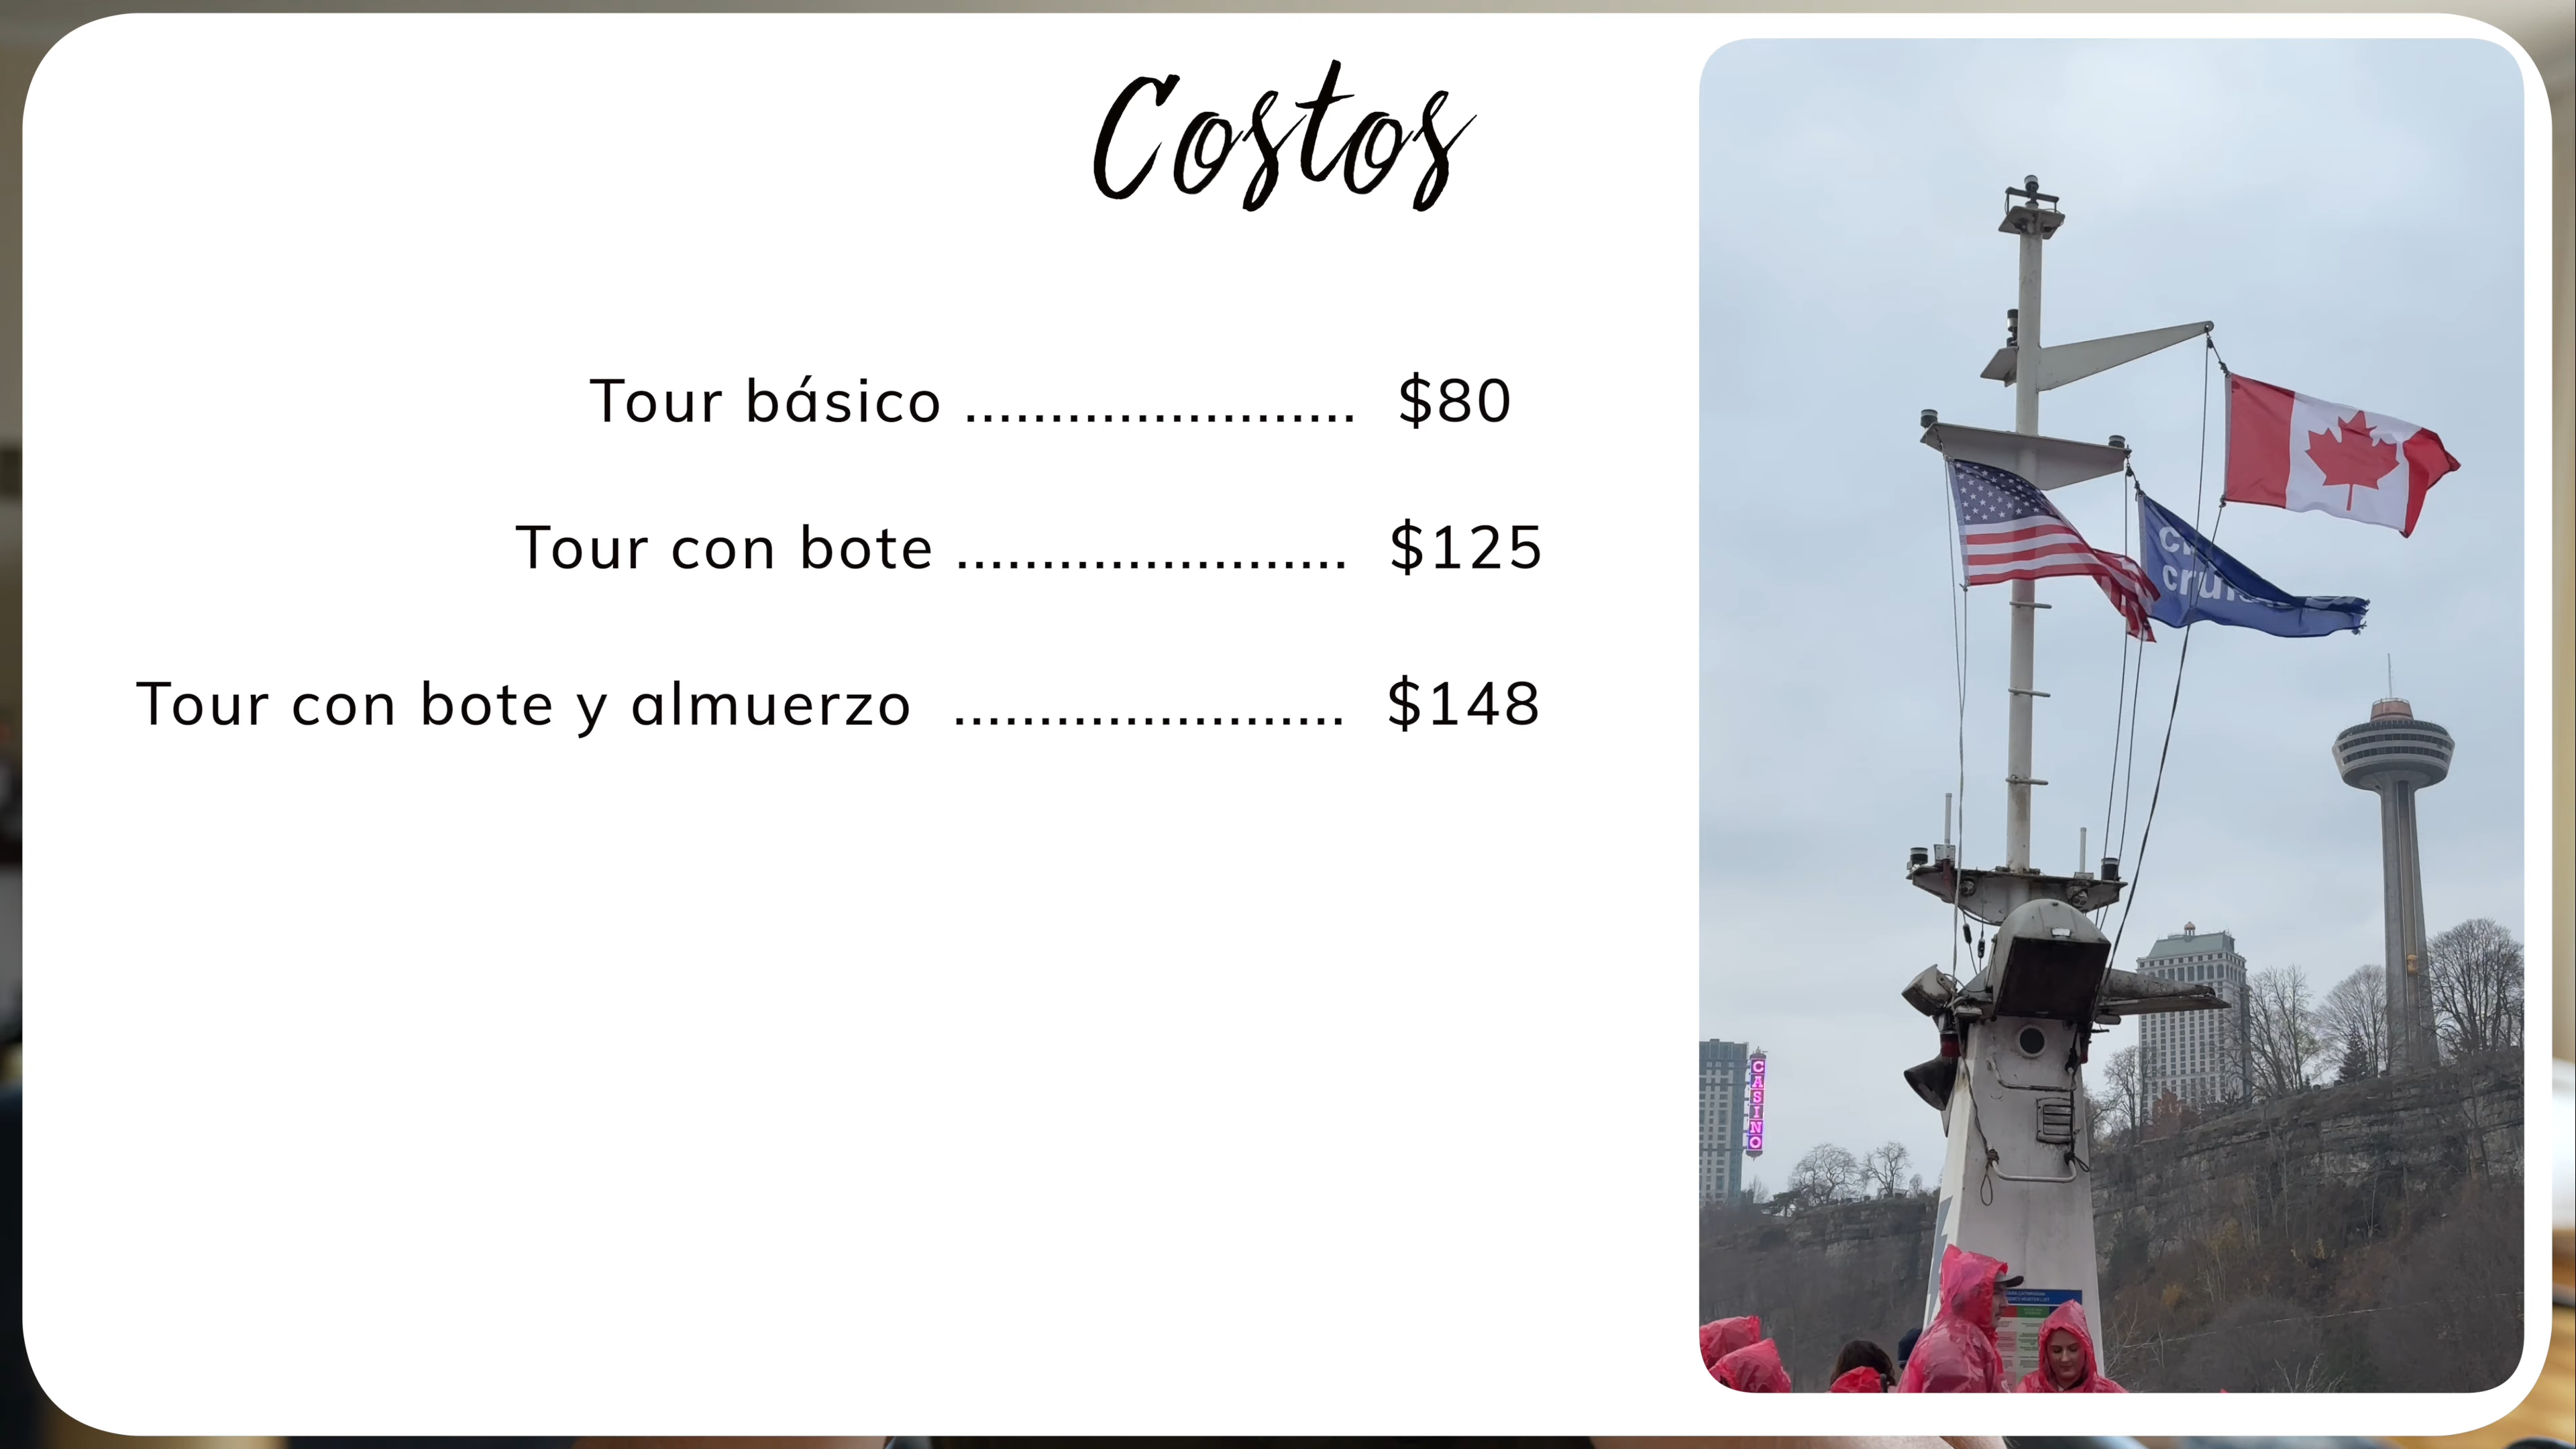 Costos
Tour básico ....................... $80
Tour con bote ....................... $125
Tour con bote y almuerzo ....................... $148
CASINO